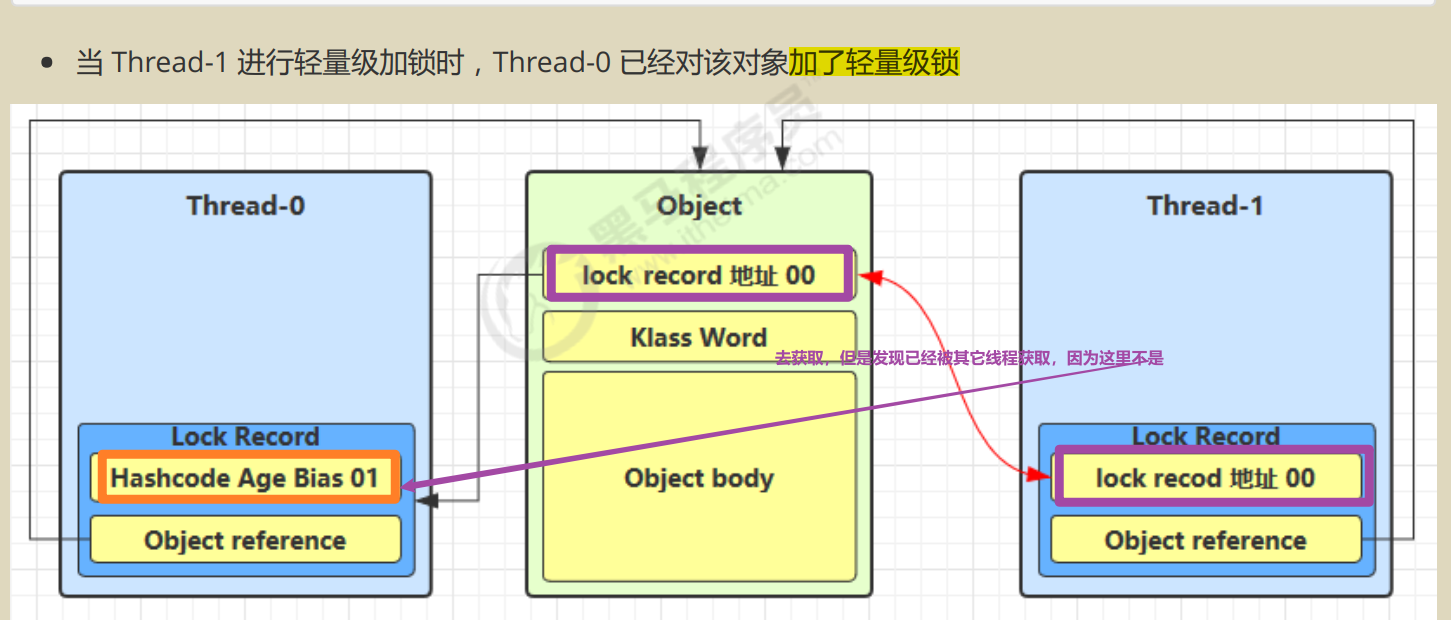 • 当 Thread-1 进行轻量级加锁时，Thread-0 已经对该对象加了轻量级锁
Thread-0
Object
Thread-1
黑马程序员
www.itheima.com
lock record 地址 00
Klass Word
去获取，但是发现已经被其它线程获取，因为这里不是
Lock Record
Lock Record
Hashcode Age Bias 01
Object body
lock recod 地址 00
Object reference
Object reference